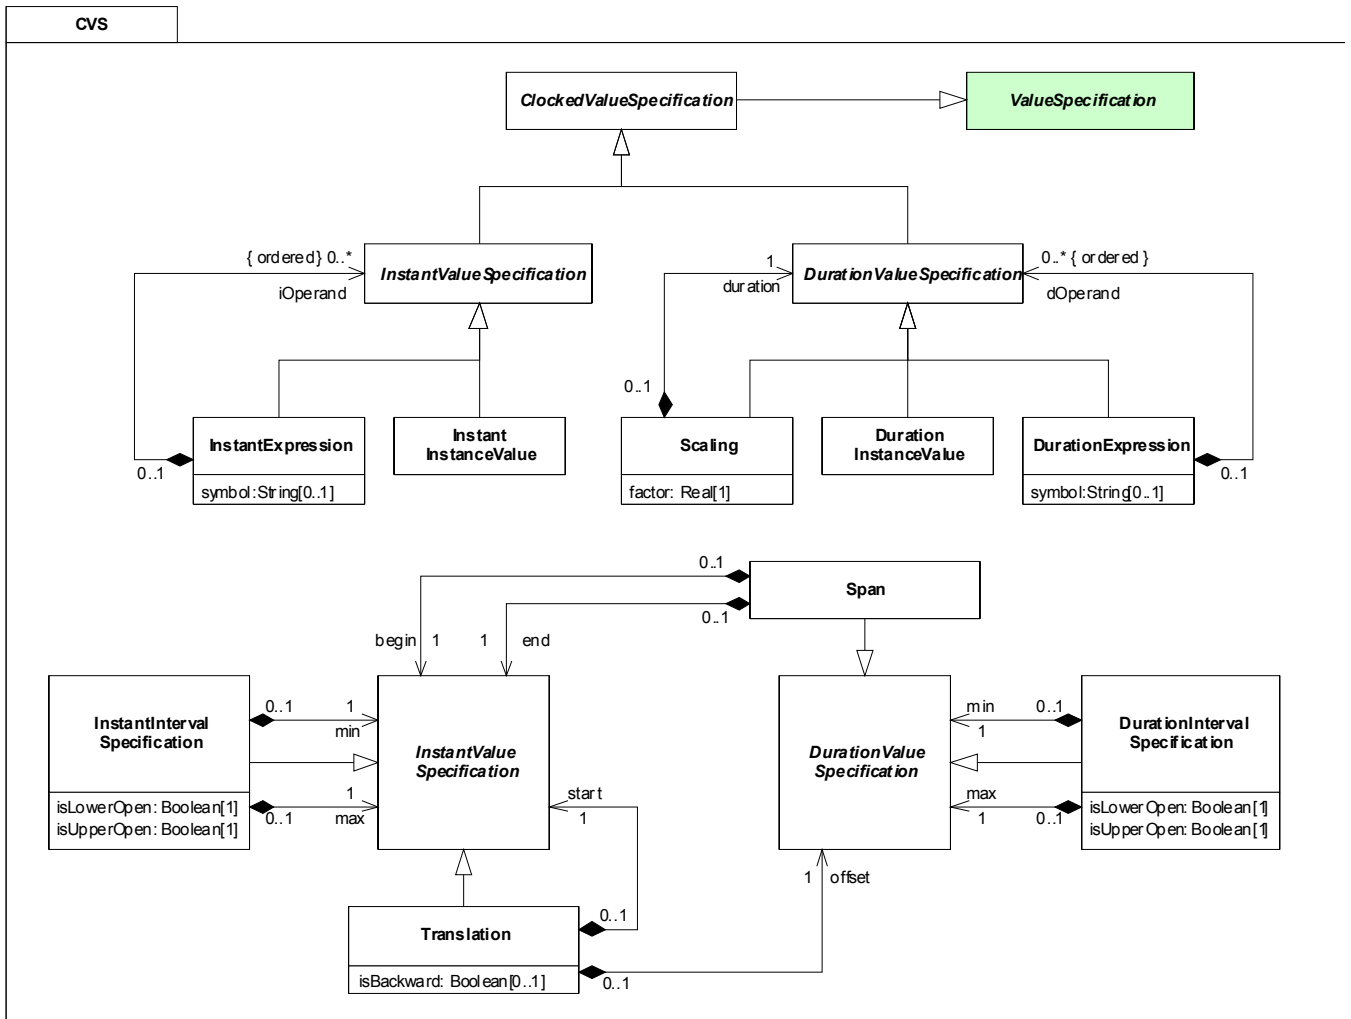 CVS
ClockedValueSpecification
ValueSpecification
{ ordered} 0..*
iOperand
InstantValueSpecification
1
duration
DurationValueSpecification
0..* { ordered }
dOperand
0..1
InstantExpression
symbol:String[0..1]
0..1
Instant
InstanceValue
Scaling
factor: Real[1]
Duration
InstanceValue
DurationExpression
symbol:String[0..1]
0..1
0..1
Span
0..1
begin 1
1 end
InstantInterval
Specification
isLowerOpen: Boolean[1]
isUpperOpen: Boolean[1]
0..1 1
min
1
0..1 max
InstantValue
Specification
start
1
DurationValue
Specification
min 0..1
1
max
1 0..1
DurationInterval
Specification
isLowerOpen: Boolean[1]
isUpperOpen: Boolean[1]
1 offset
Translation
isBackward: Boolean[0..1]
0..1
0..1